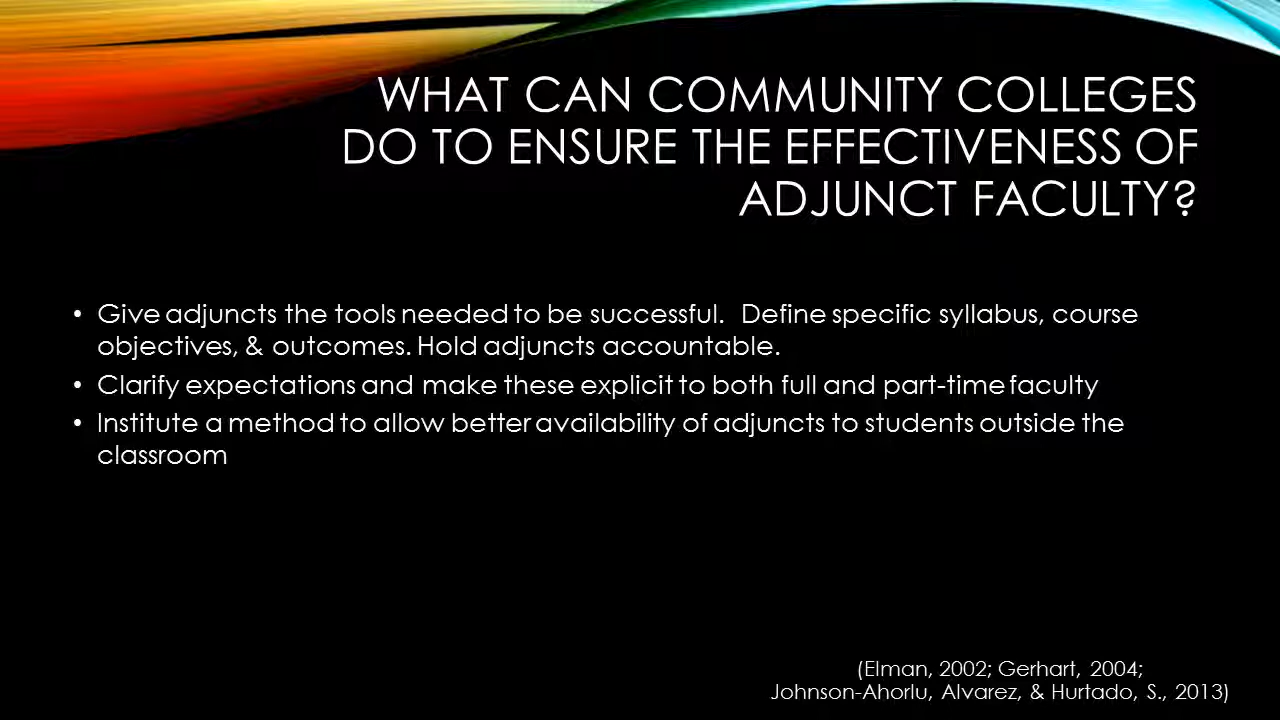 WHAT CAN COMMUNITY COLLEGES
DO TO ENSURE THE EFFECTIVENESS OF
ADJUNCT FACULTY?
• Give adjuncts the tools needed to be successful.  Define specific syllabus, course
objectives, & outcomes. Hold adjuncts accountable.
• Clarify expectations and make these explicit to both full and part-time faculty
• Institute a method to allow better availability of adjuncts to students outside the
classroom
(Elman, 2002; Gerhart, 2004;
Johnson-Ahorlu, Alvarez, & Hurtado, S., 2013)